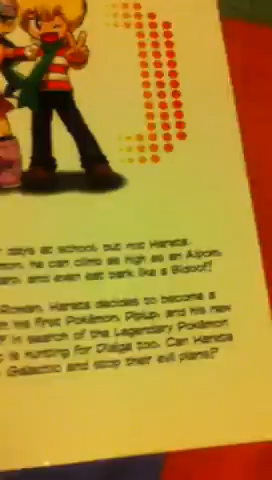 days at school, but not Hareta.
he can climb as high as an Aipom,
and even eat bark like a Bidoof!
Rowan, Hareta decides to become a
his first Pokémon, Piplup, and his new
in search of the Legendary Pokémon
is hunting for Dialga too. Can Hareta
Galactic and stop their evil plans?